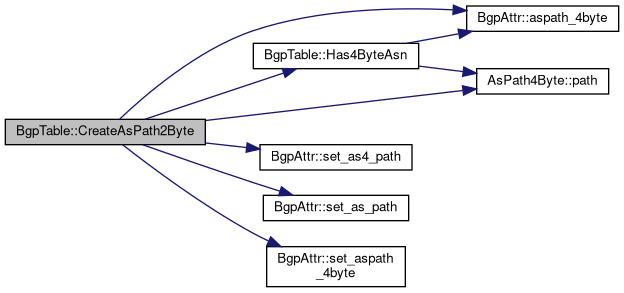 BgpAttr::aspath_4byte
BgpTable::Has4ByteAsn
AsPath4Byte::path
BgpTable::CreateAsPath2Byte
BgpAttr::set_as4_path
BgpAttr::set_as_path
BgpAttr::set_aspath
_4byte